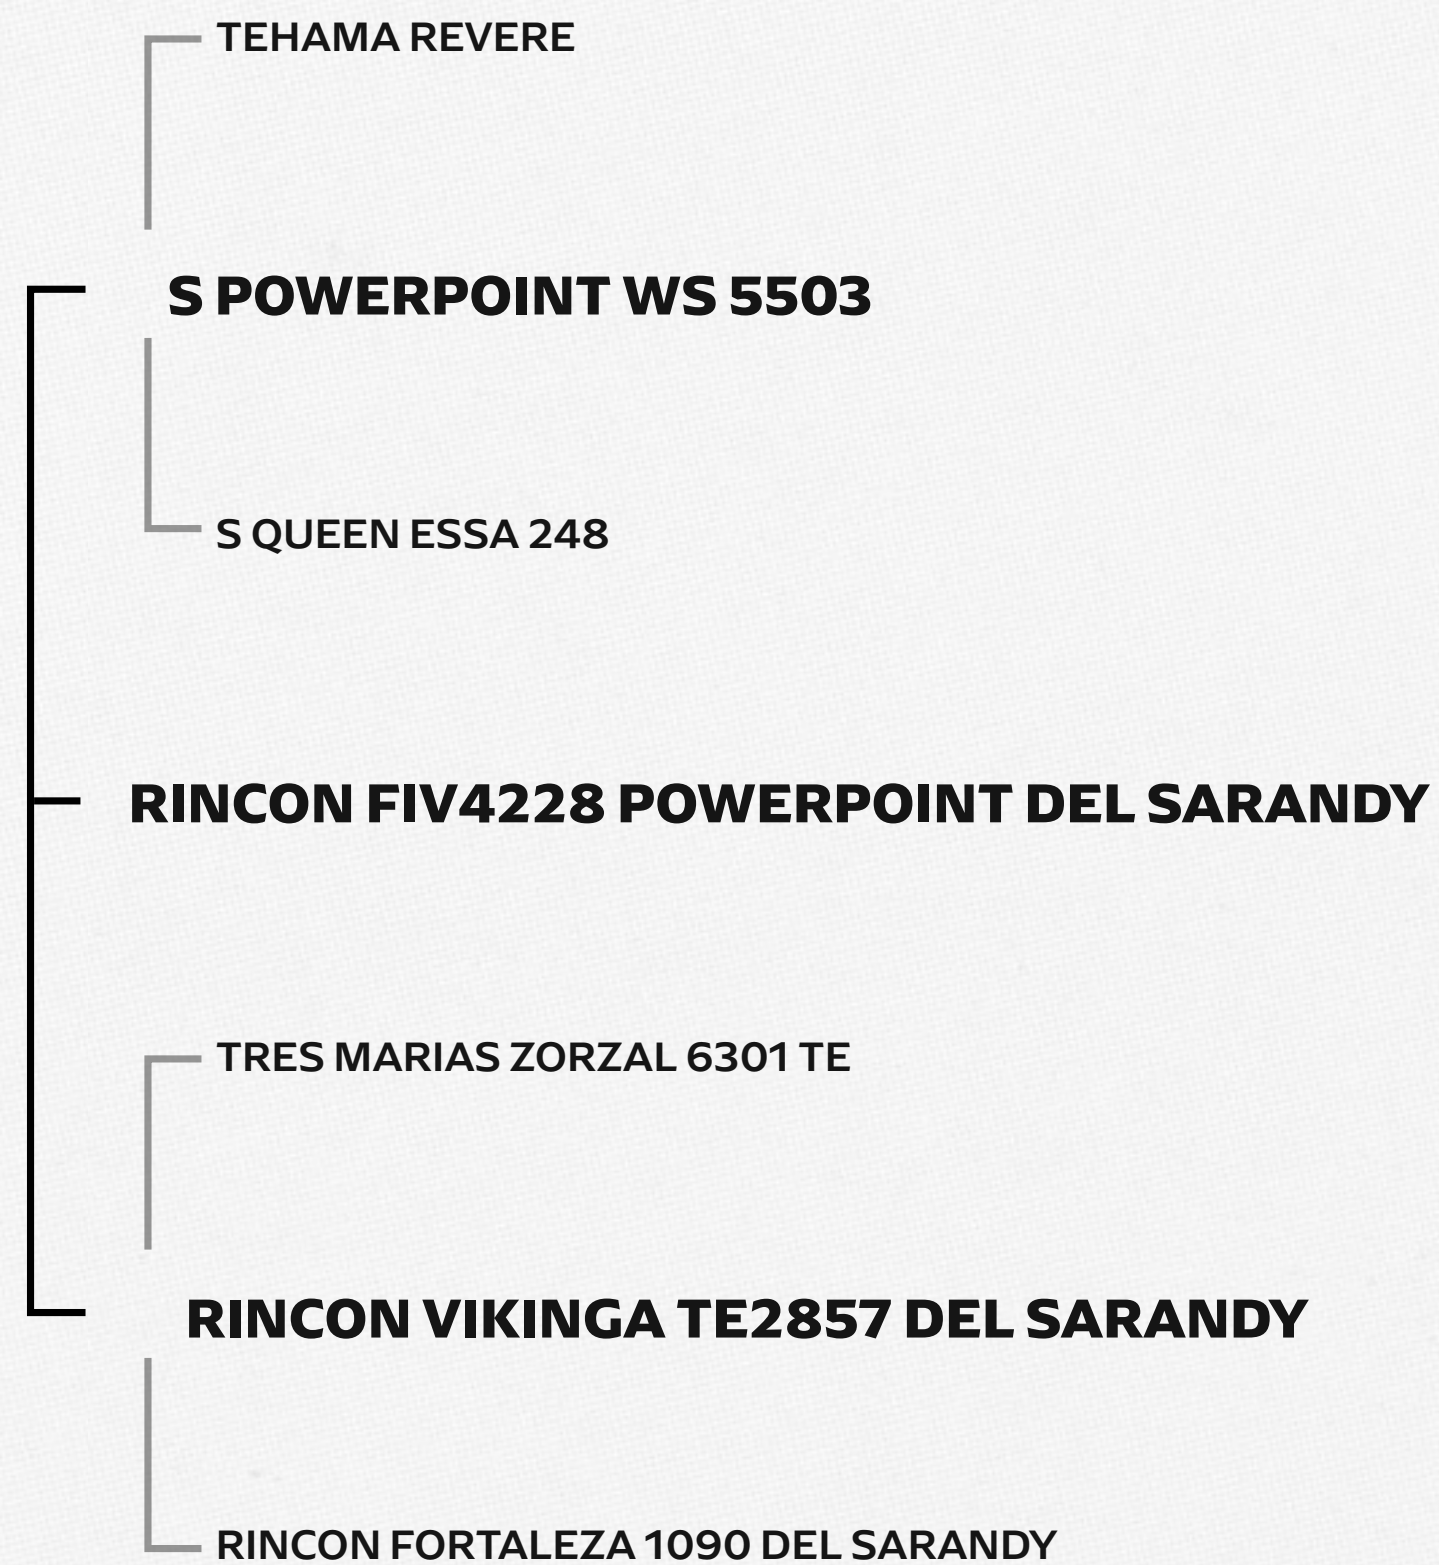 TEHAMA REVERE
S POWERPOINT WS 5503
S QUEEN ESSA 248
RINCON FIV4228 POWERPOINT DEL SARANDY
TRES MARIAS ZORZAL 6301 TE
RINCON VIKINGA TE2857 DEL SARANDY
RINCON FORTALEZA 1090 DEL SARANDY